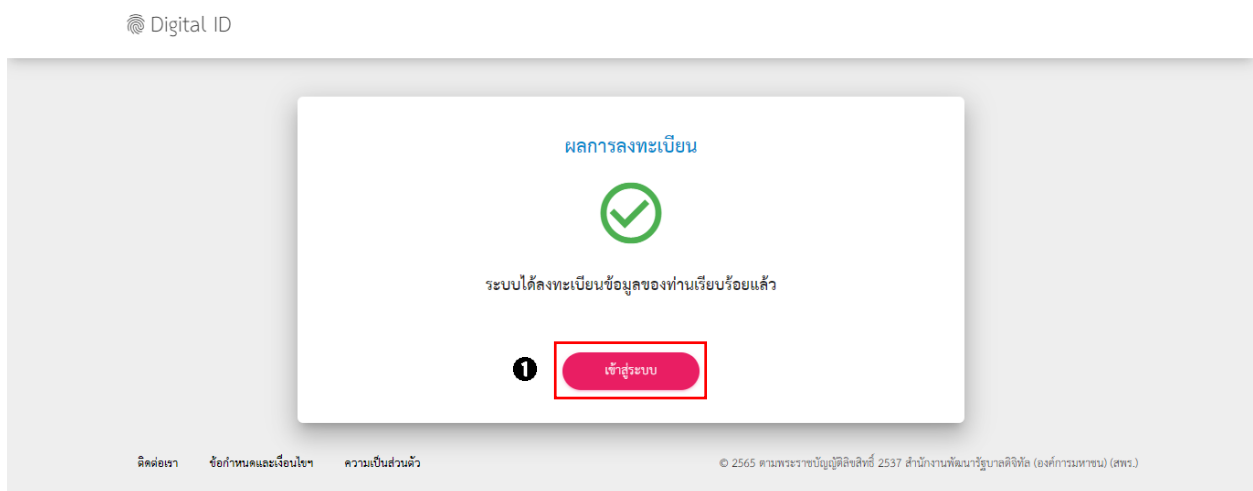 Digital ID
ผลการลงทะเบียน
ระบบได้ลงทะเบียนข้อมูลของท่านเรียบร้อยแล้ว
❶ เข้าสู่ระบบ
ติดต่อเรา ข้อกำหนดและเงื่อนไขฯ ความเป็นส่วนตัว © 2565 ตามพระราชบัญญัติลิขสิทธิ์ 2537 สำนักงานพัฒนารัฐบาลดิจิทัล (องค์การมหาชน) (สพร.)